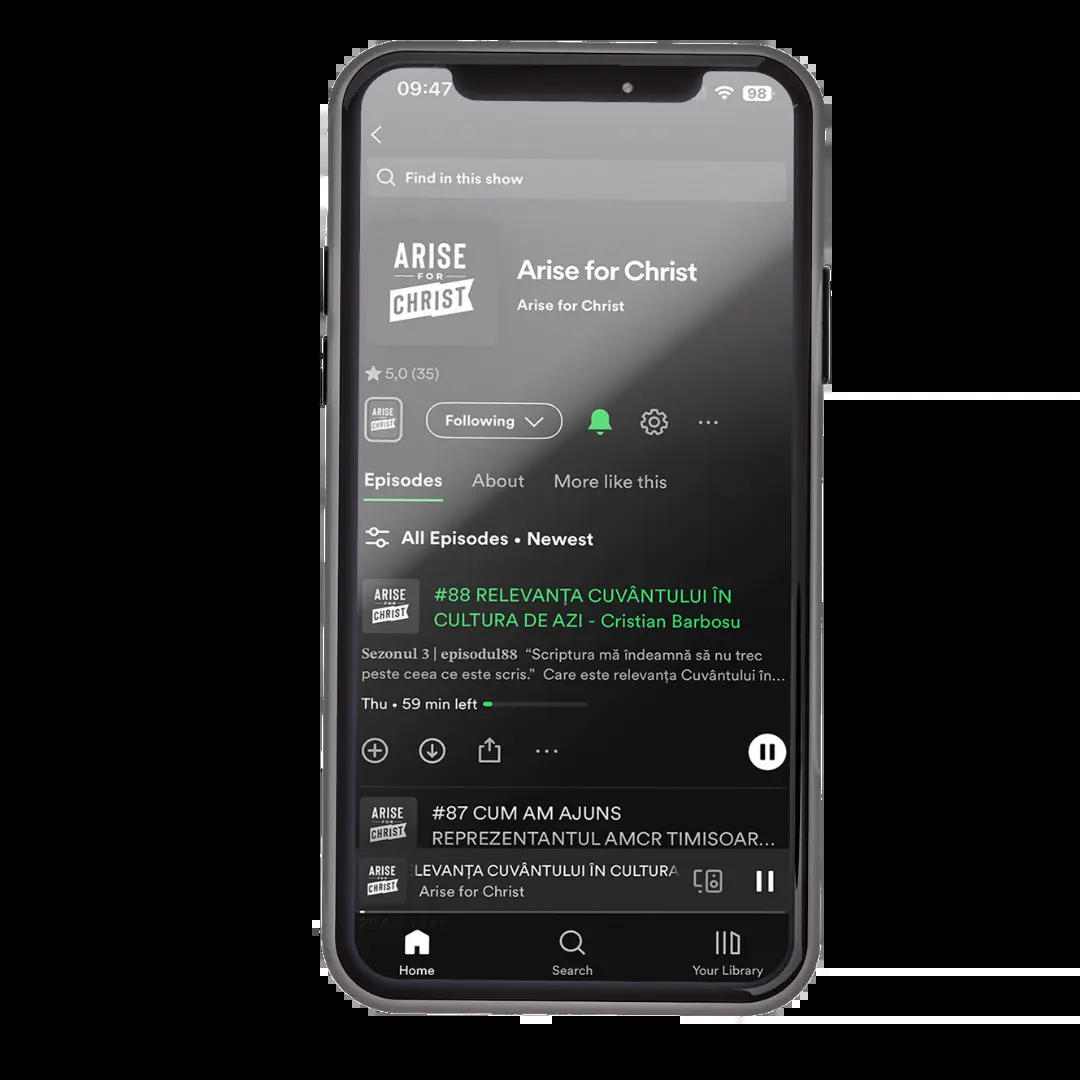 09:47
98
Find in this show
ARISE
FOR
CHRIST
Arise for Christ
Arise for Christ
5,0 (35)
ARISE
FOR
CHRIST
Following
Episodes About More like this
All Episodes • Newest
ARISE
FOR
CHRIST
#88 RELEVANȚA CUVÂNTULUI ÎN
CULTURA DE AZI - Cristian Barbosu
Sezonul 3 | episodul88 “Scriptura mă îndeamnă să nu trec
peste ceea ce este scris.” Care este relevanța Cuvântului în...
Thu • 59 min left
ARISE
FOR
CHRIST
#87 CUM AM AJUNS
REPREZENTANTUL AMCR TIMISOAR...
ARISE
FOR
CHRIST
LEVANȚA CUVÂNTULUI ÎN CULTURA
Arise for Christ
Home Search Your Library